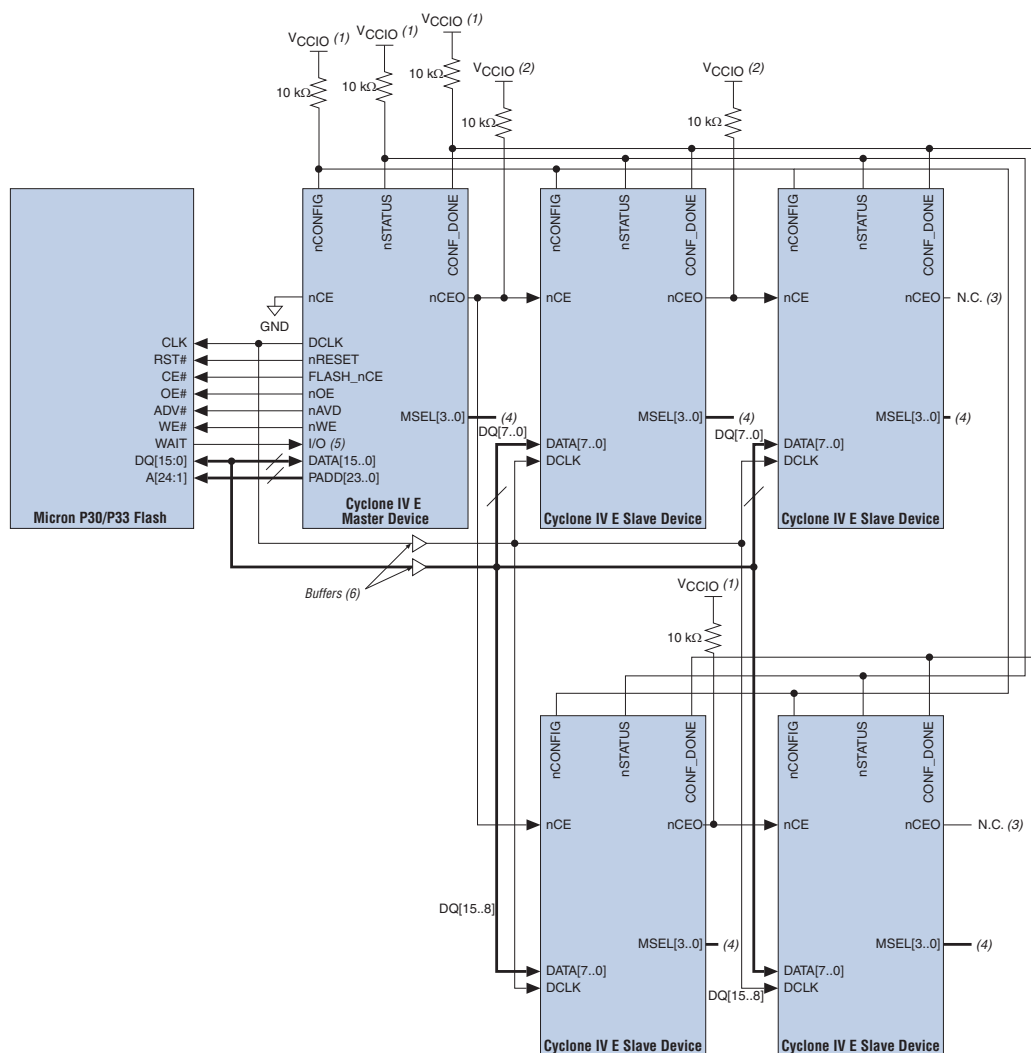 VCCIO (1)
VCCIO (1)
VCCIO (1)
VCCIO (2)
VCCIO (2)
10 kΩ
10 kΩ
10 kΩ
10 kΩ
10 kΩ
nCONFIG
nSTATUS
CONF_DONE
nCONFIG
nSTATUS
CONF_DONE
nCONFIG
nSTATUS
CONF_DONE
nCE
nCEO
nCE
nCEO
nCE
nCEO
N.C. (3)
GND
CLK
DCLK
RST#
nRESET
CE#
FLASH_nCE
OE#
nOE
ADV#
nAVD
WE#
nWE
WAIT
I/O (5)
DQ[15:0]
DATA[15..0]
A[24:1]
PADD[23..0]
MSEL[3..0]
(4)
MSEL[3..0]
(4)
MSEL[3..0]
(4)
DQ[7..0]
DATA[7..0]
DCLK
DQ[7..0]
DATA[7..0]
DCLK
Micron P30/P33 Flash
Cyclone IV E
Master Device
Cyclone IV E Slave Device
Cyclone IV E Slave Device
Buffers (6)
VCCIO (1)
10 kΩ
nCONFIG
nSTATUS
CONF_DONE
nCONFIG
nSTATUS
CONF_DONE
nCE
nCEO
nCE
nCEO
N.C. (3)
DQ[15..8]
MSEL[3..0]
(4)
MSEL[3..0]
(4)
DATA[7..0]
DCLK
DQ[15..8]
DATA[7..0]
DCLK
Cyclone IV E Slave Device
Cyclone IV E Slave Device